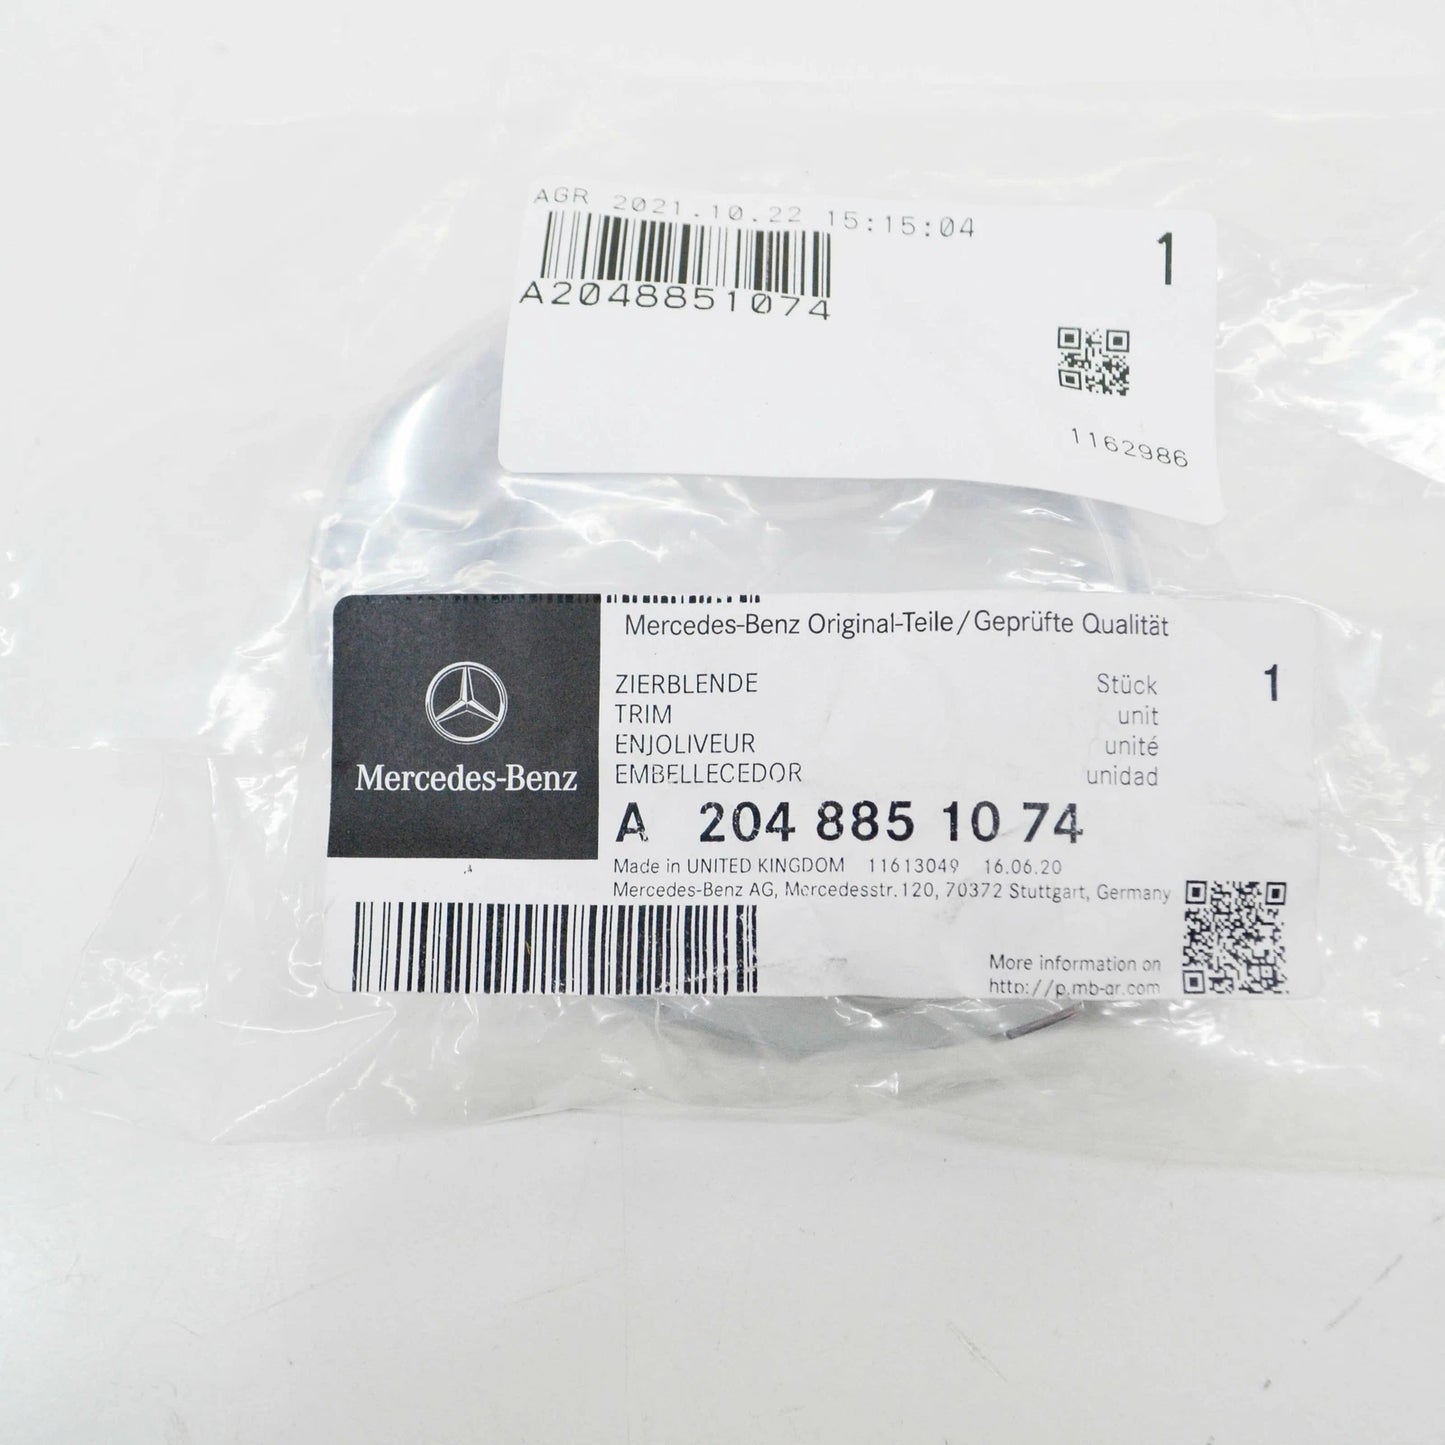 AGR 2021.10.22 15:15:04
1
A2048851074
1162986
Mercedes-Benz Original-Teile/Geprüfte Qualität
ZIERBLENDE Stück 1
TRIM unit
ENJOLIVEUR unité
EMBELLECEDOR unidad
Mercedes-Benz
A 204 885 10 74
Made in UNITED KINGDOM 11613049 16.06.20
Mercedes-Benz AG, Mercedesstr.120, 70372 Stuttgart, Germany
More information on
http://p.mb-qr.com